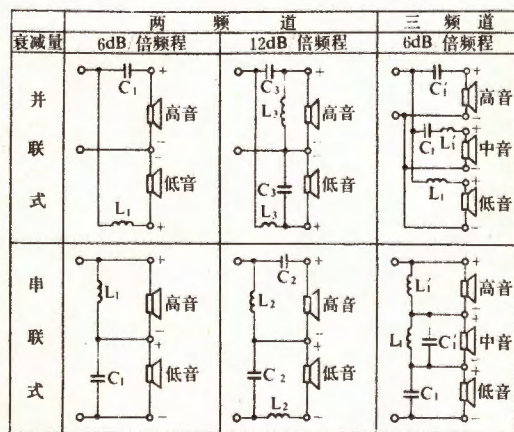 两频道 三频道
衰减量 6dB/倍频程 12dB/倍频程 6dB/倍频程
并联式
C₁ 高音 低音 L₁
C₃ L₃ 高音 C₃ 低音 L₃
C₁′ 高音 C₁ L₁′ 中音 L₁ 低音
串联式
L₁ 高音 C₁ 低音
C₂ L₂ 高音 C₂ 低音 L₂
L₁′ 高音 L₁ C₁′ 中音 C₁ 低音